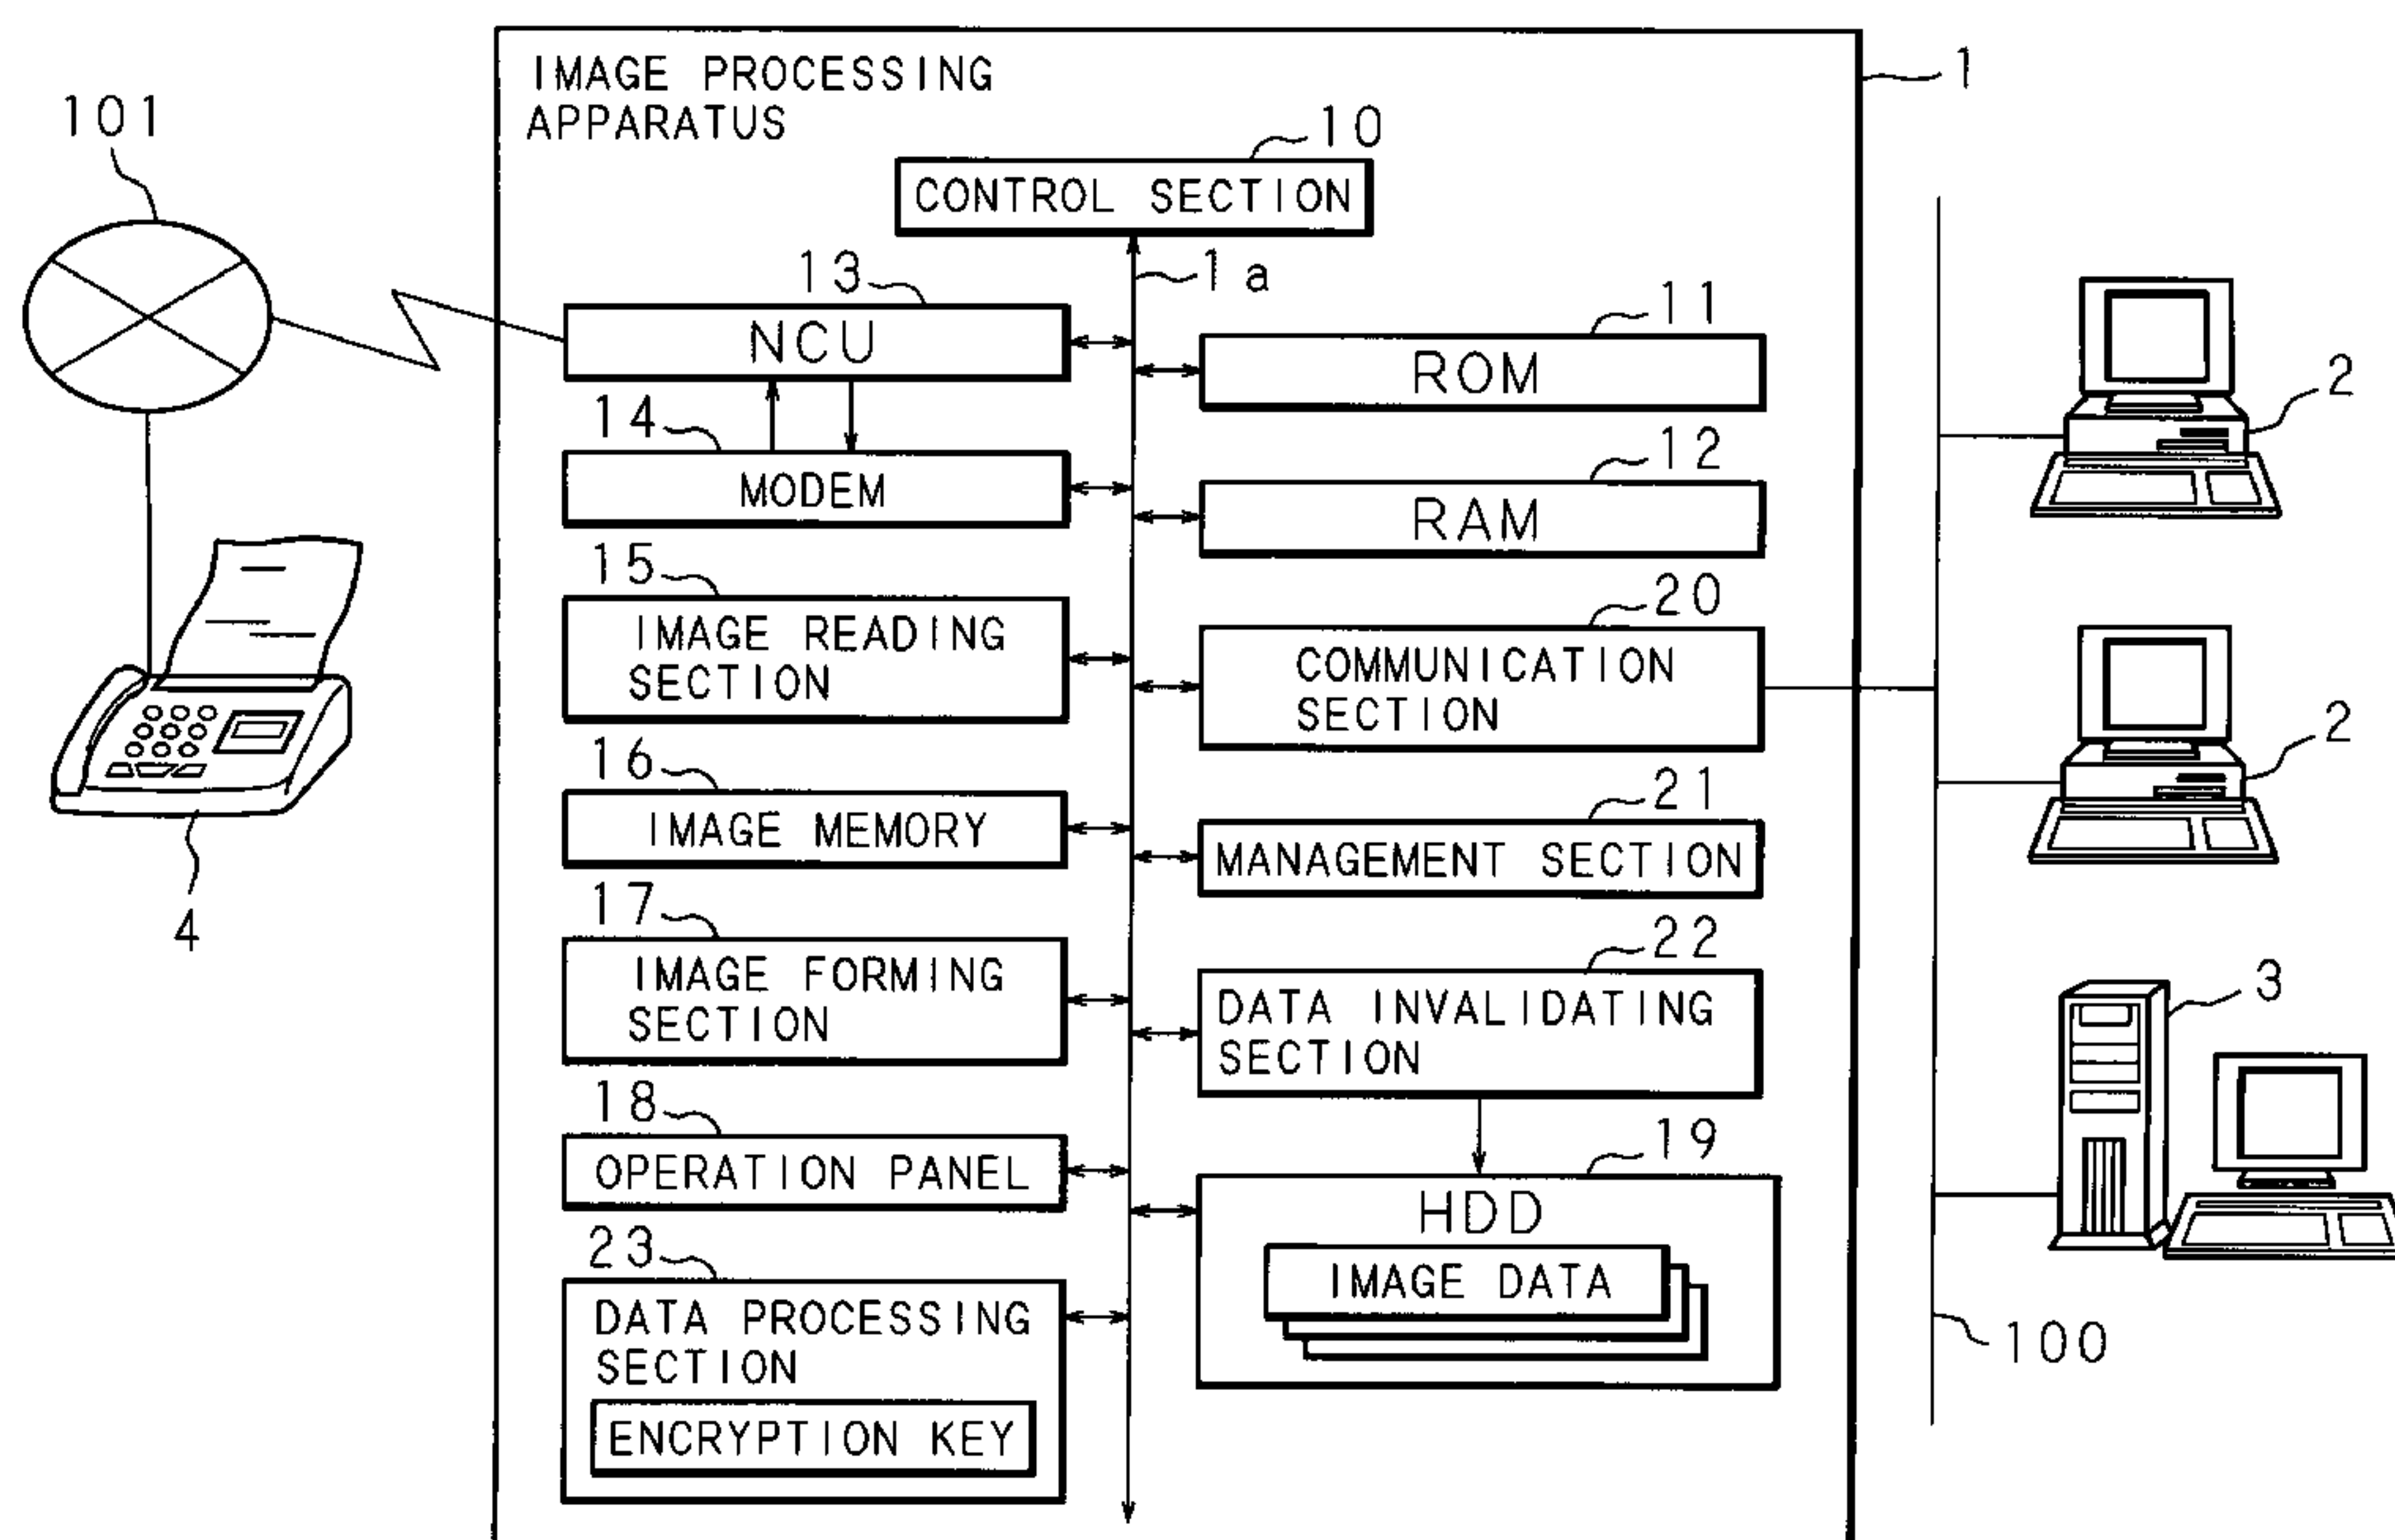 IMAGE PROCESSING
APPARATUS
1
101
10
CONTROL SECTION
1a
13
NCU
11
ROM
2
14
MODEM
12
RAM
15
IMAGE READING
SECTION
20
COMMUNICATION
SECTION
2
16
IMAGE MEMORY
21
MANAGEMENT SECTION
4
17
IMAGE FORMING
SECTION
22
DATA INVALIDATING
SECTION
3
18
OPERATION PANEL
19
HDD
IMAGE DATA
23
DATA PROCESSING
SECTION
ENCRYPTION KEY
100